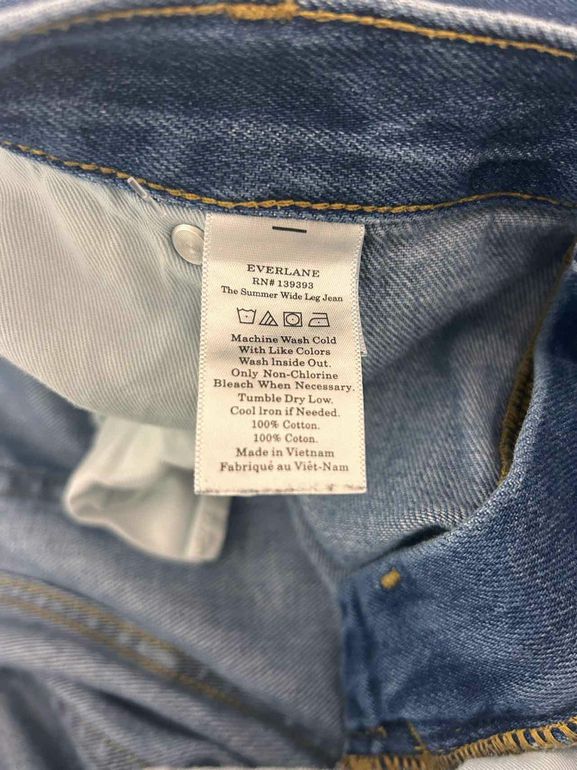 EVERLANE
RN# 139393
The Summer Wide Leg Jean
Machine Wash Cold
With Like Colors
Wash Inside Out.
Only Non-Chlorine
Bleach When Necessary.
Tumble Dry Low.
Cool Iron if Needed.
100% Cotton.
100% Coton.
Made in Vietnam
Fabriqué au Viêt-Nam